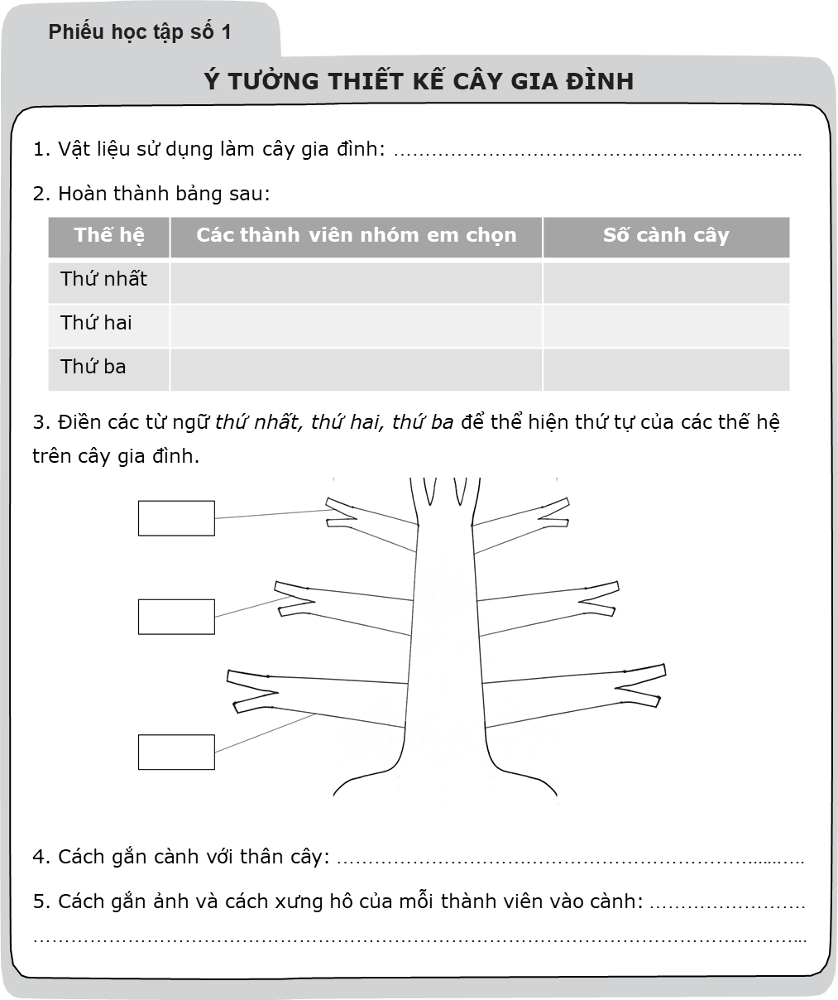 Phiếu học tập số 1
Ý TƯỞNG THIẾT KẾ CÂY GIA ĐÌNH
1. Vật liệu sử dụng làm cây gia đình: ………………………………………………………..
2. Hoàn thành bảng sau:
Thế hệ Các thành viên nhóm em chọn Số cành cây
Thứ nhất
Thứ hai
Thứ ba
3. Điền các từ ngữ thứ nhất, thứ hai, thứ ba để thể hiện thứ tự của các thế hệ
trên cây gia đình.
4. Cách gắn cành với thân cây: …………………………………………………………......…..
5. Cách gắn ảnh và cách xưng hô của mỗi thành viên vào cành: ……………………
…………………………………………………………………………………………………………...